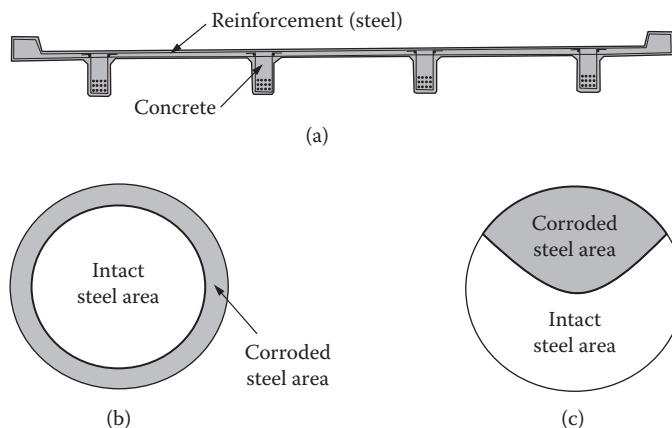 Reinforcement (steel)
Concrete
(a)
Intact
steel area
Corroded
steel area
(b)
Corroded
steel area
Intact
steel area
(c)